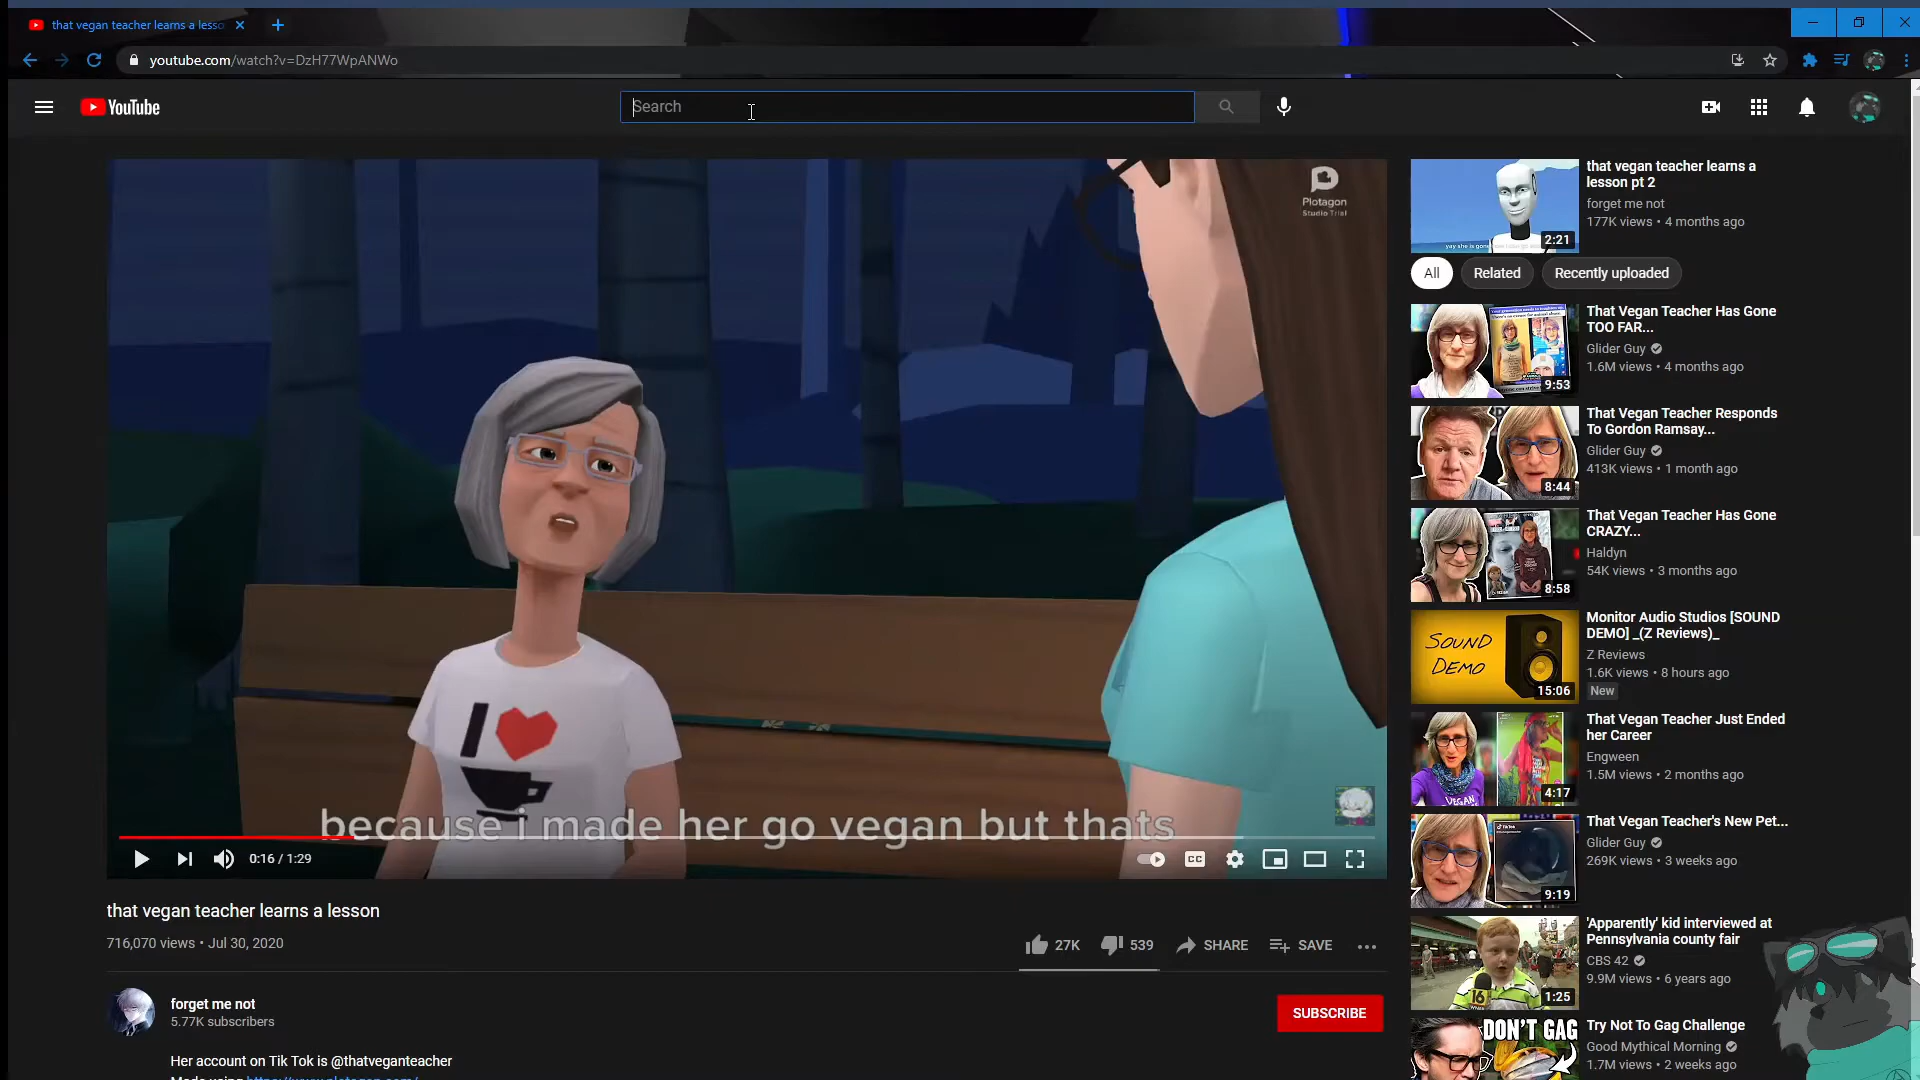 that vegan teacher learns a lesso
youtube.com/watch?v=DzH77WpANWo
YouTube
Search
Plotagon
Studio Trial
I
because i made her go vegan but thats
0:16 / 1:29
CC
that vegan teacher learns a lesson
716,070 views • Jul 30, 2020
27K
539
SHARE
SAVE
forget me not
5.77K subscribers
SUBSCRIBE
Her account on Tik Tok is @thatveganteacher
Made using https://www.plotagon.com/
2:21
that vegan teacher learns a
lesson pt 2
forget me not
177K views • 4 months ago
All
Related
Recently uploaded
9:53
That Vegan Teacher Has Gone
TOO FAR...
Glider Guy
1.6M views • 4 months ago
8:44
That Vegan Teacher Responds
To Gordon Ramsay...
Glider Guy
413K views • 1 month ago
8:58
That Vegan Teacher Has Gone
CRAZY...
Haldyn
54K views • 3 months ago
SOUND
DEMO
15:06
Monitor Audio Studios [SOUND
DEMO] _(Z Reviews)_
Z Reviews
1.6K views • 8 hours ago
New
VEGAN
4:17
That Vegan Teacher Just Ended
her Career
Engween
1.5M views • 2 months ago
9:19
That Vegan Teacher's New Pet...
Glider Guy
269K views • 3 weeks ago
16
1:25
'Apparently' kid interviewed at
Pennsylvania county fair
CBS 42
9.9M views • 6 years ago
DON'T GAG
Try Not To Gag Challenge
Good Mythical Morning
1.7M views • 2 weeks ago